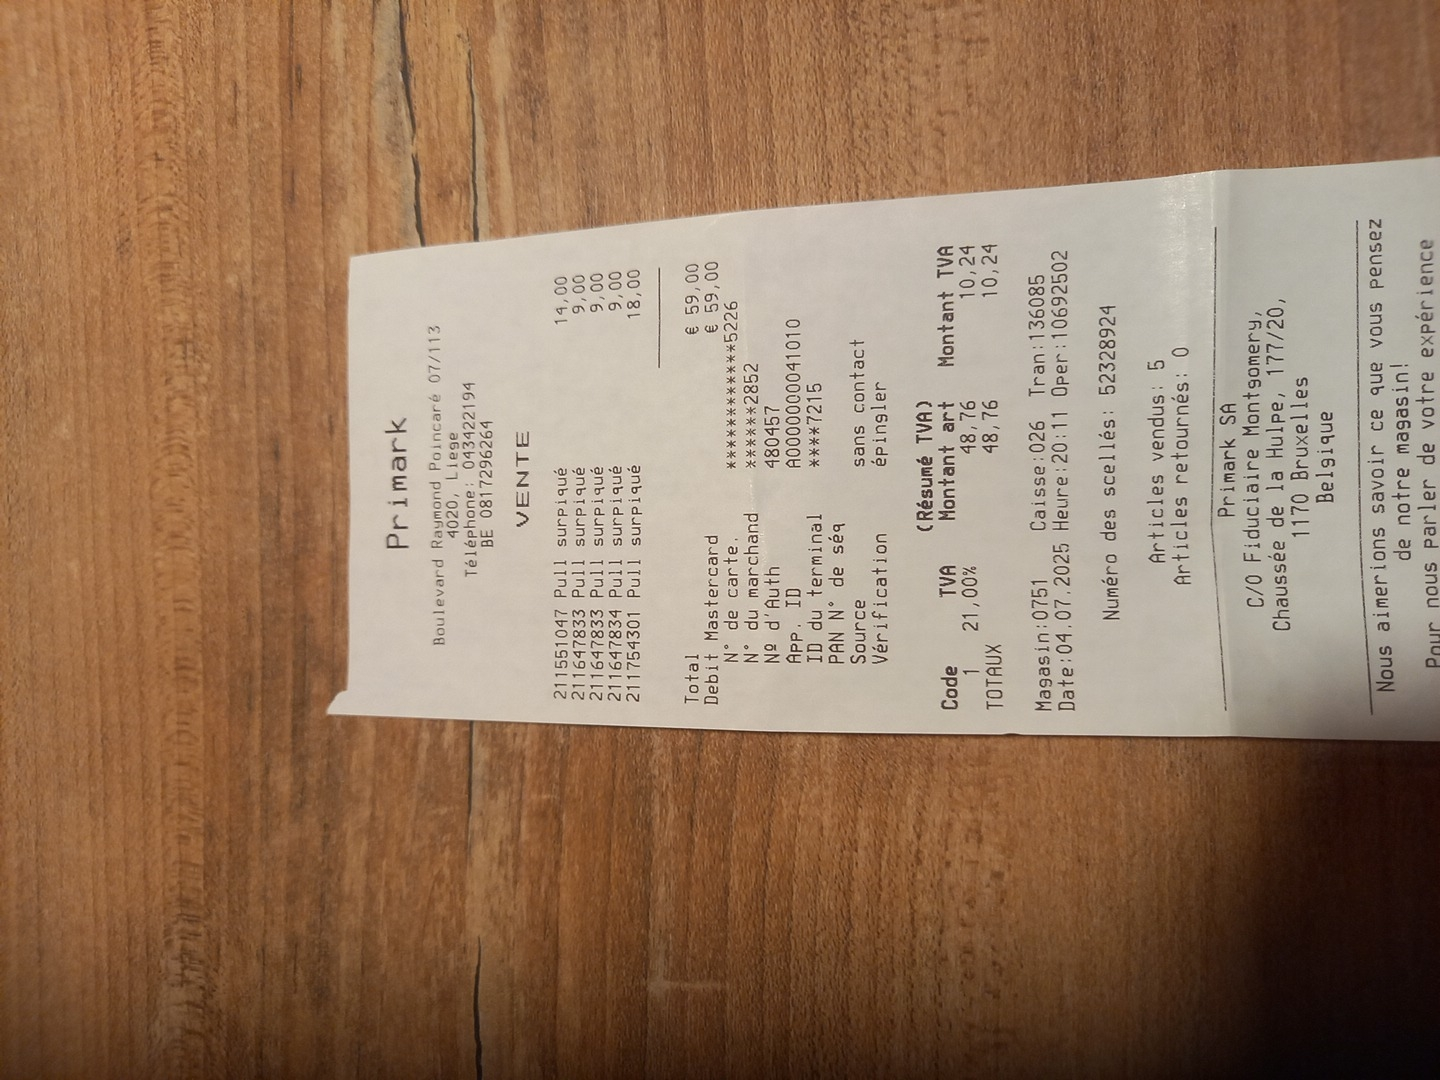 Primark
Boulevard Raymond Poincaré 07/113
4020, Liege
Téléphone: 043422194
BE 0817296264
VENTE
211551047 Pull surpiqué 14,00
211647833 Pull surpiqué 9,00
211647833 Pull surpiqué 9,00
211647834 Pull surpiqué 9,00
211754301 Pull surpiqué 18,00
Total € 59,00
Debit Mastercard € 59,00
N° de carte. ************5226
N° du marchand ******2852
Nº d'Auth 480457
App. ID A0000000041010
ID du terminal ****7215
PAN N° de séq
Source sans contact
Vérification épingler
(Résumé TVA)
Code TVA Montant art Montant TVA
1 21,00% 48,76 10,24
TOTAUX 48,76 10,24
Magasin:0751 Caisse:026 Tran:136085
Date:04.07.2025 Heure:20:11 Oper:10692502
Numéro des scellés: 52328924
Articles vendus: 5
Articles retournés: 0
Primark SA
C/O Fiduciaire Montgomery,
Chaussée de la Hulpe, 177/20,
1170 Bruxelles
Belgique
Nous aimerions savoir ce que vous pensez
de notre magasin!
Pour nous parler de votre expérience